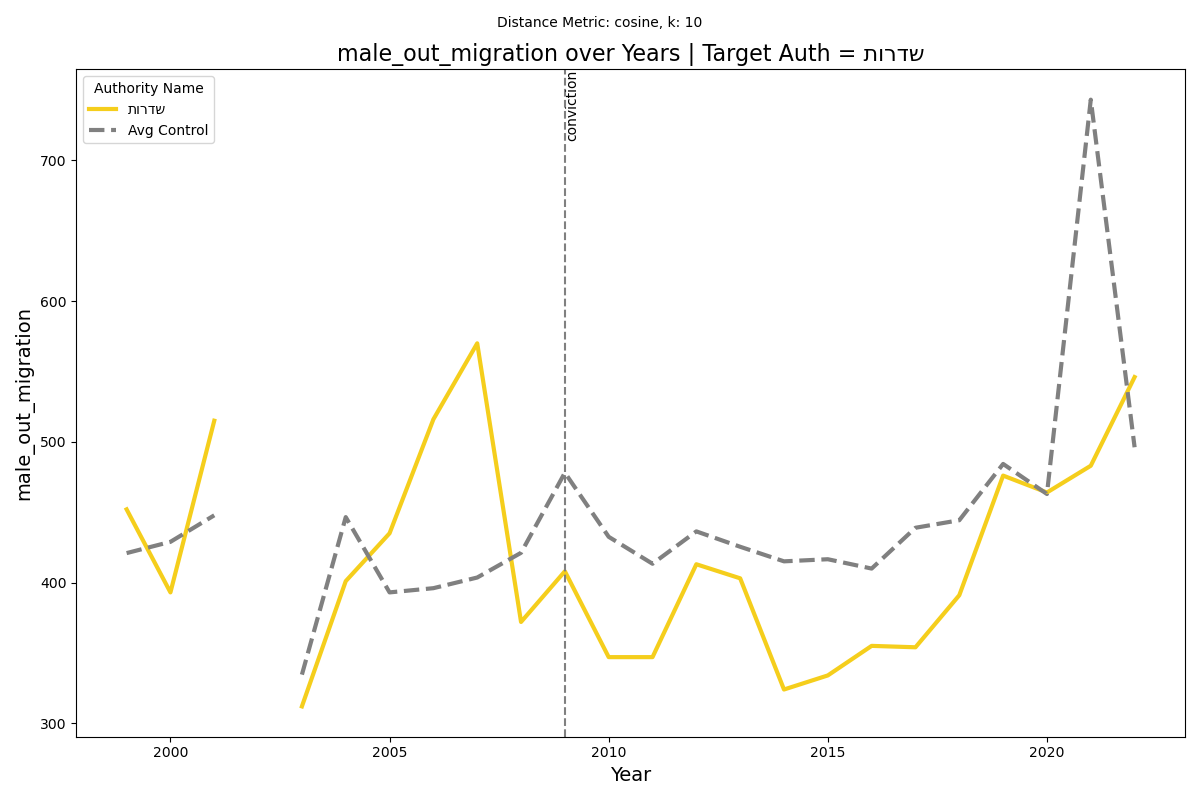 Distance Metric: cosine, k: 10
male_out_migration over Years | Target Auth = שדרות
Authority Name
שדרות
Avg Control
conviction
male_out_migration
700
600
500
400
300
2000
2005
2010
2015
2020
Year